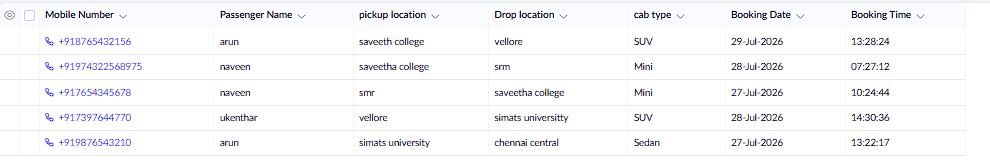 Mobile Number Passenger Name pickup location Drop location cab type Booking Date Booking Time
+918765432156 arun saveeth college vellore SUV 29-Jul-2026 13:28:24
+91974322568975 naveen saveetha college srm Mini 28-Jul-2026 07:27:12
+917654345678 naveen smr saveetha college Mini 27-Jul-2026 10:24:44
+917397644770 ukenthar vellore simats universitty SUV 28-Jul-2026 14:30:36
+919876543210 arun simats university chennai central Sedan 27-Jul-2026 13:22:17